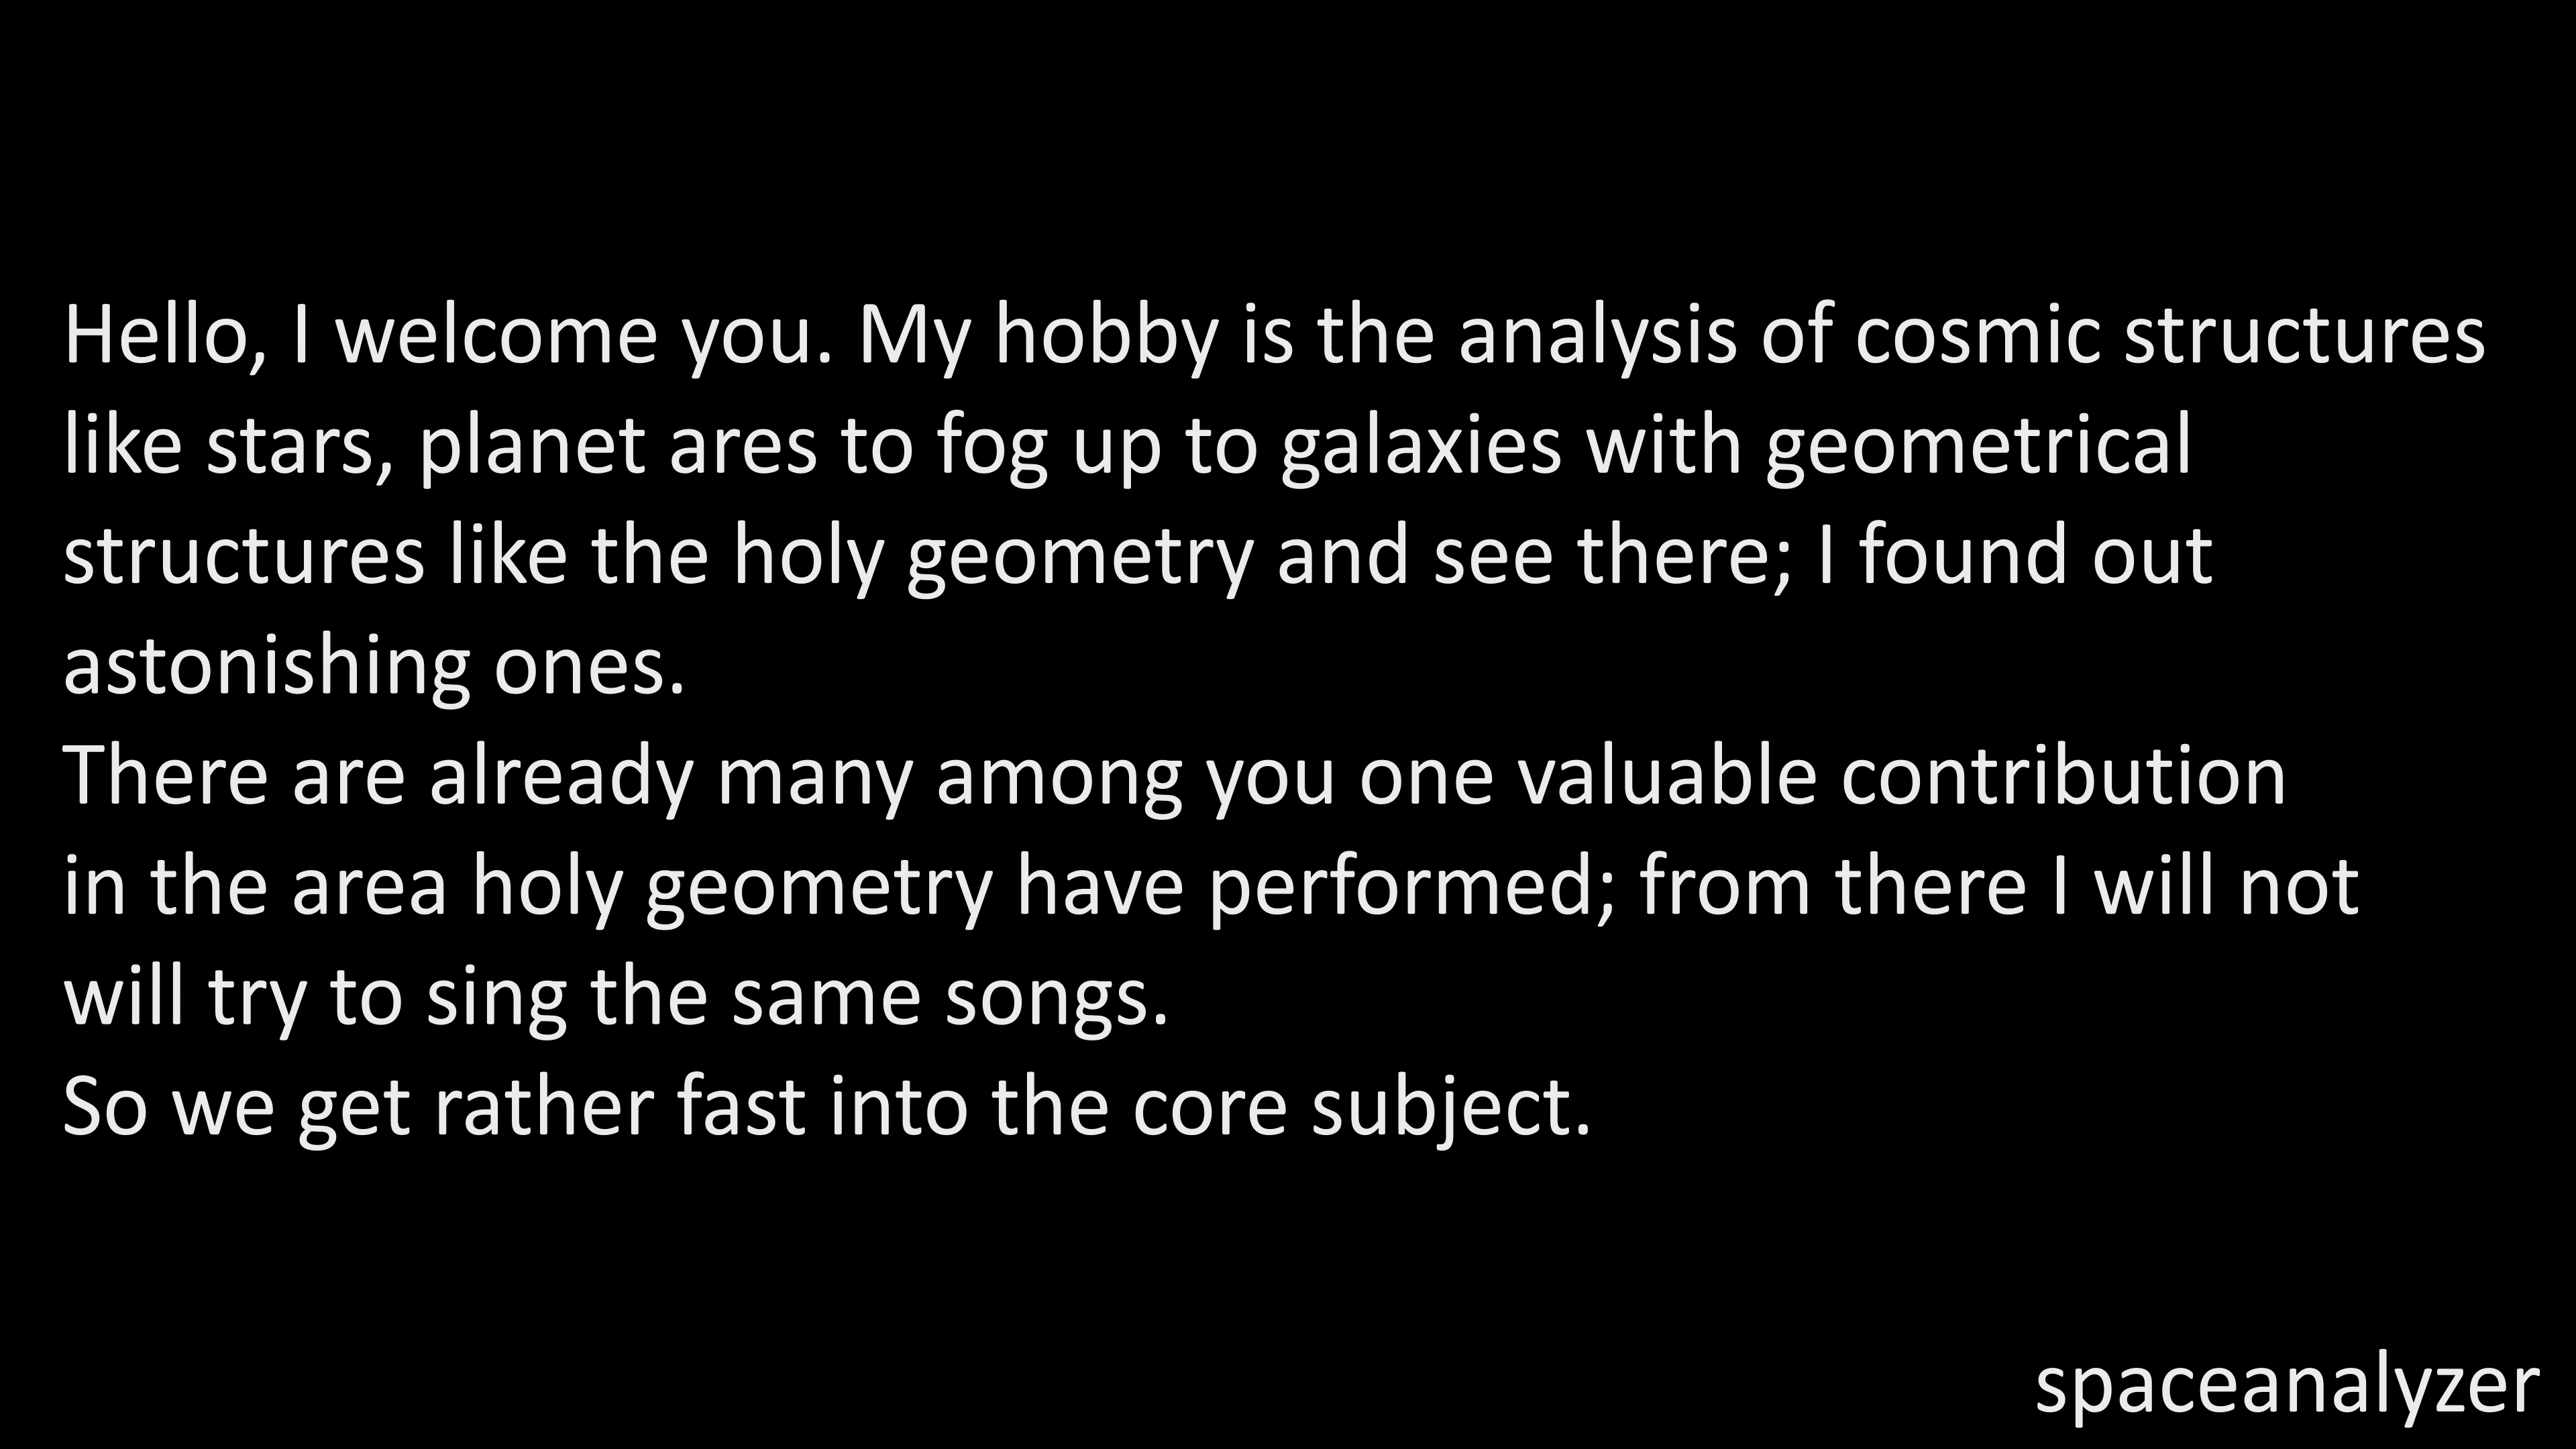 Hello, I welcome you. My hobby is the analysis of cosmic structures
like stars, planet ares to fog up to galaxies with geometrical
structures like the holy geometry and see there; I found out
astonishing ones.
There are already many among you one valuable contribution
in the area holy geometry have performed; from there I will not
will try to sing the same songs.
So we get rather fast into the core subject.
spaceanalyzer